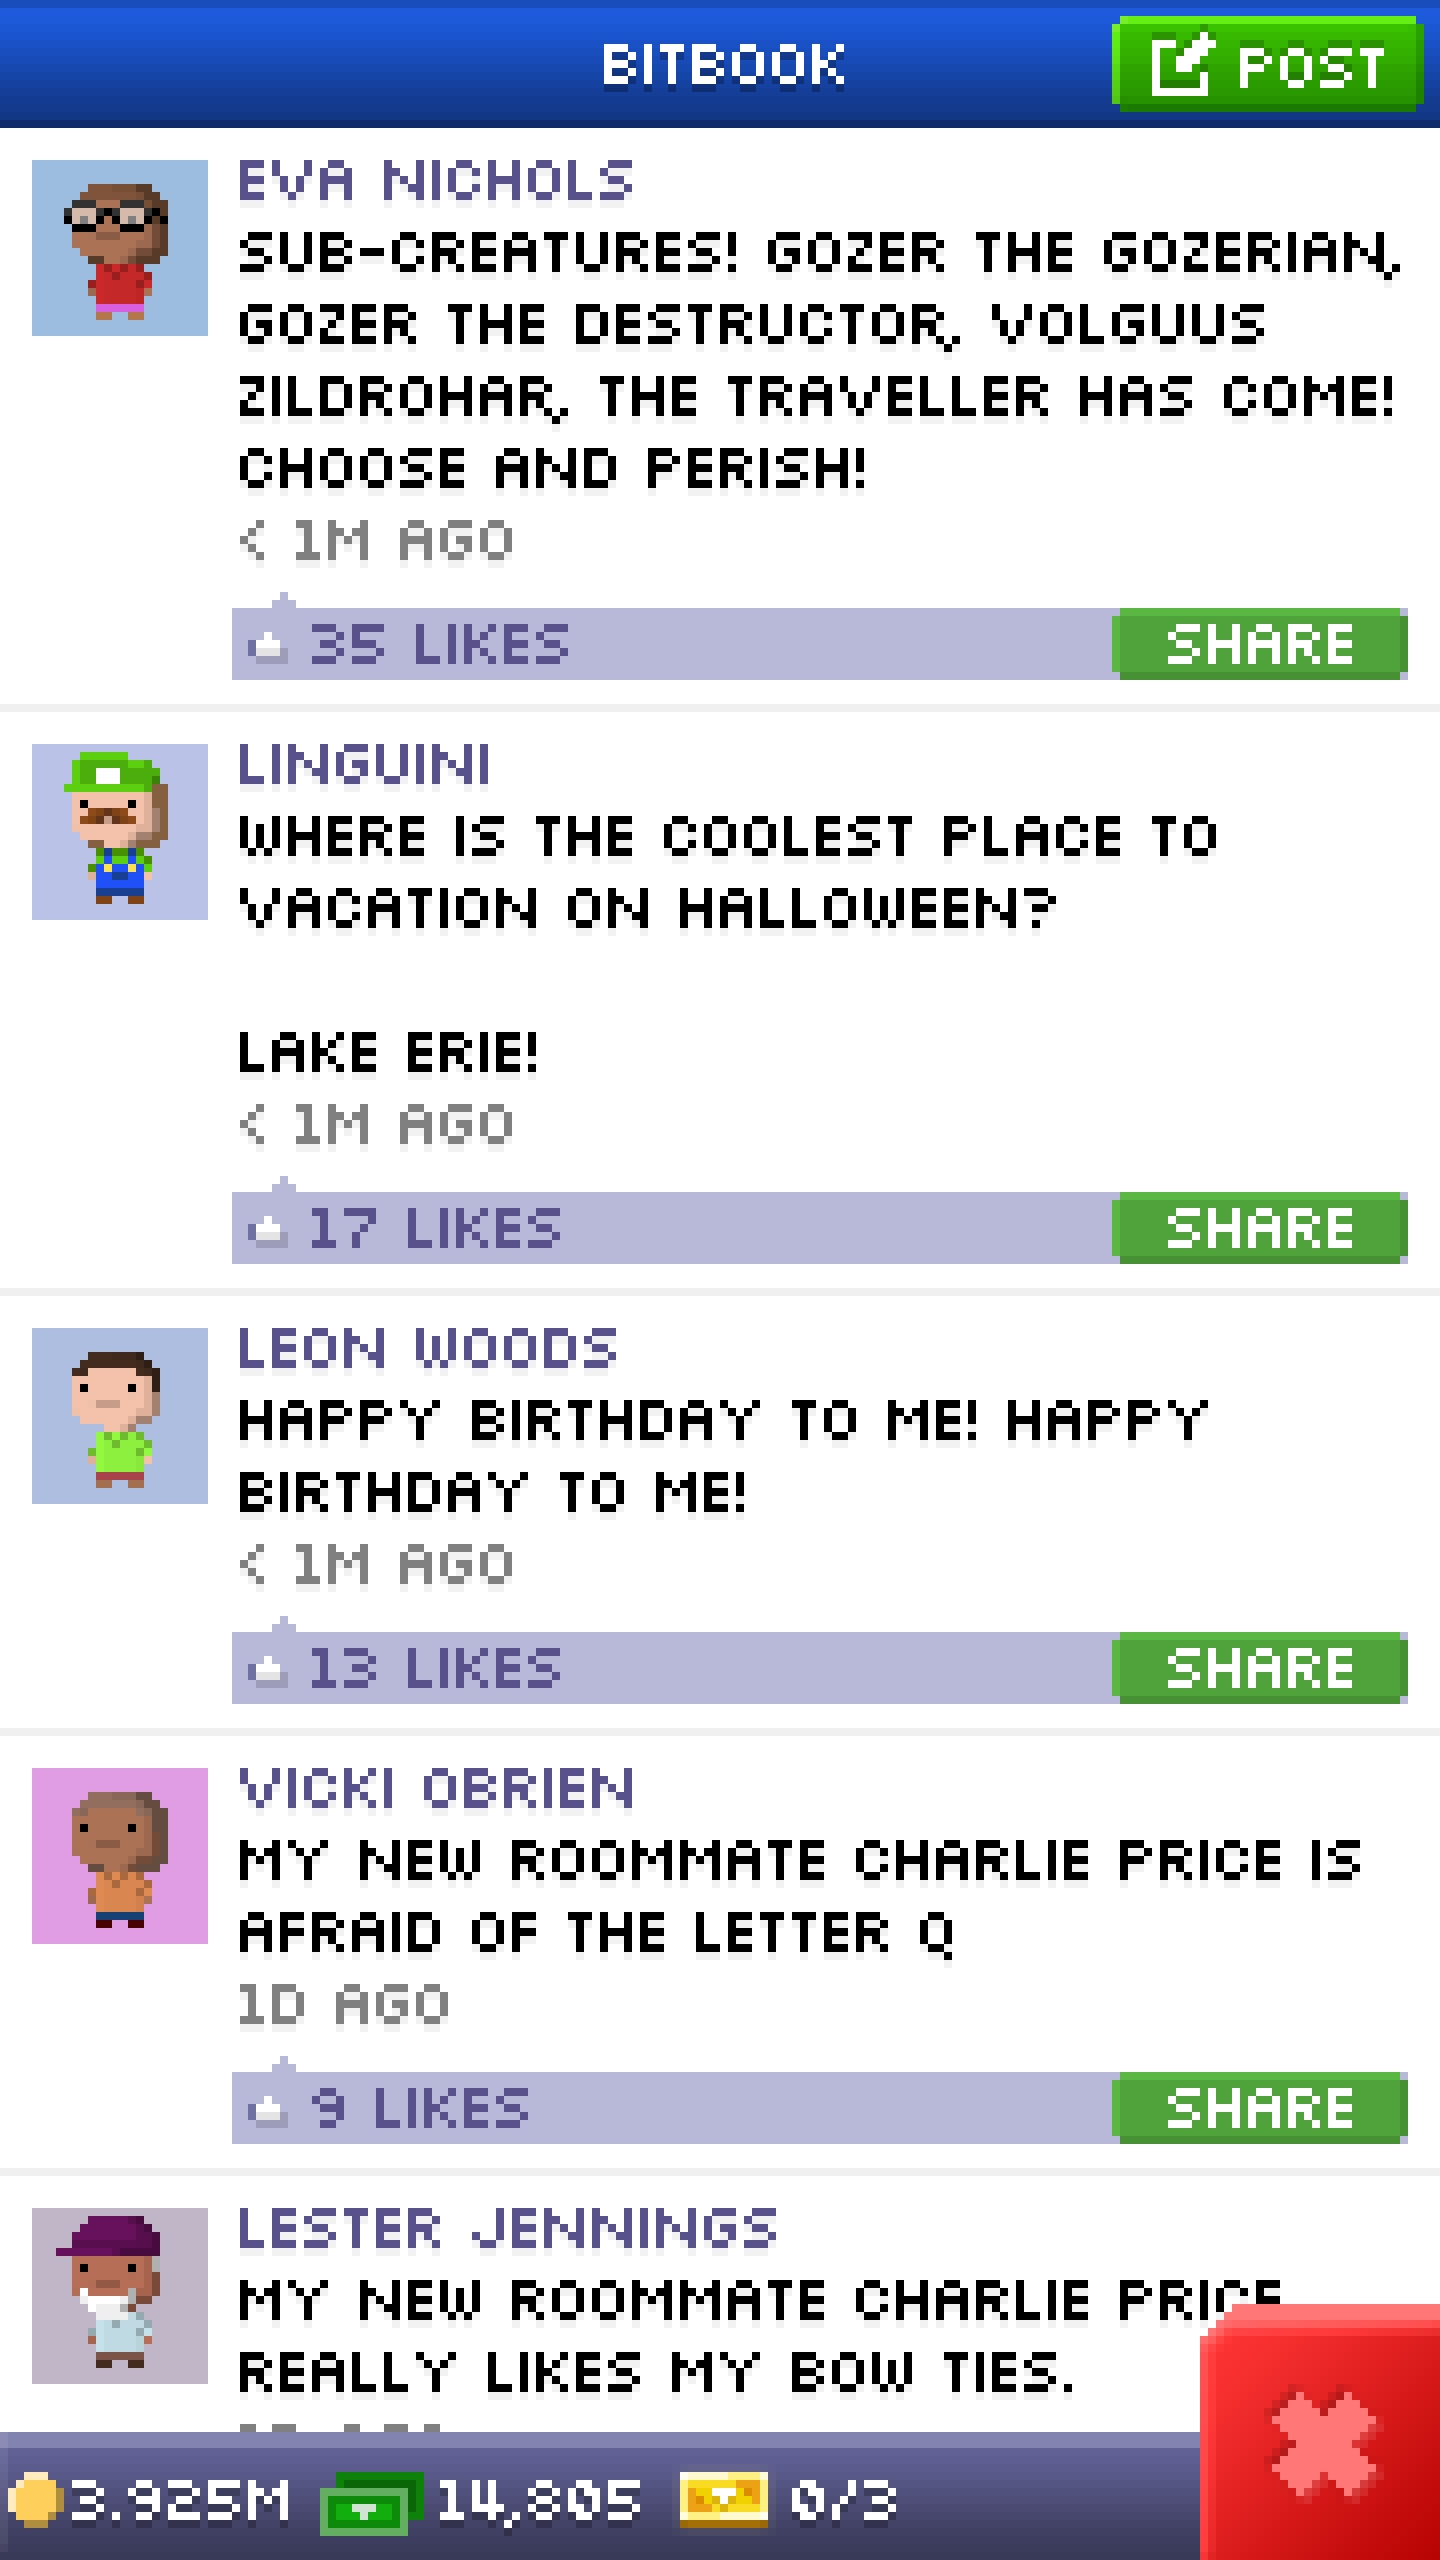 BITBOOK
POST
EVA NICHOLS
SUB-CREATURES! GOZER THE GOZERIAN,
GOZER THE DESTRUCTOR, VOLGUUS
ZILDROHAR, THE TRAVELLER HAS COME!
CHOOSE AND PERISH!
< 1M AGO
35 LIKES
SHARE
LINGUINI
WHERE IS THE COOLEST PLACE TO
VACATION ON HALLOWEEN?
LAKE ERIE!
< 1M AGO
17 LIKES
SHARE
LEON WOODS
HAPPY BIRTHDAY TO ME! HAPPY
BIRTHDAY TO ME!
< 1M AGO
13 LIKES
SHARE
VICKI OBRIEN
MY NEW ROOMMATE CHARLIE PRICE IS
AFRAID OF THE LETTER Q
1D AGO
9 LIKES
SHARE
LESTER JENNINGS
MY NEW ROOMMATE CHARLIE PRICE
REALLY LIKES MY BOW TIES.
3.925M
14,805
0/3